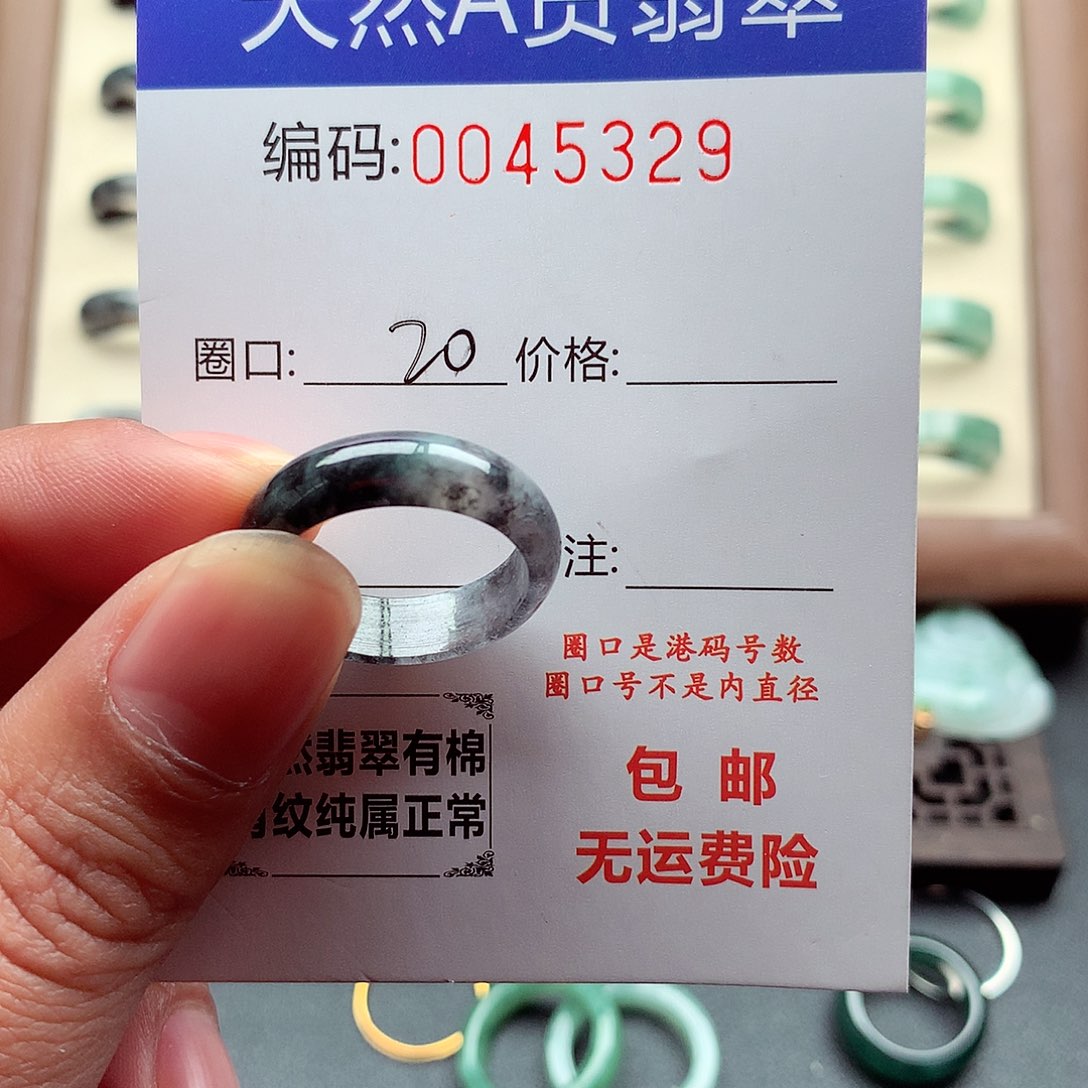 天然A货翡翠
编码:0045329
圈口: 20 价格:
注:
圈口是港码号数
圈口号不是内直径
然翡翠有棉
纹纯属正常
包 邮
无运费险